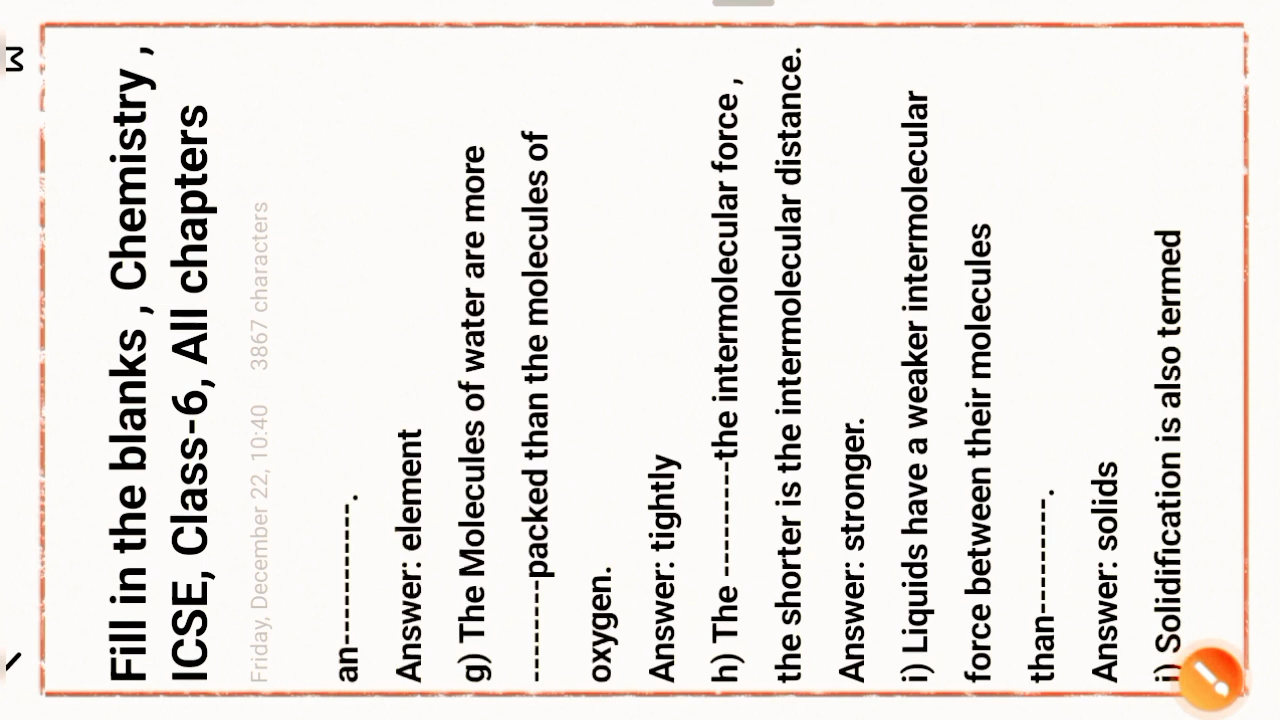 Fill in the blanks , Chemistry ,
ICSE, Class-6, All chapters
Friday, December 22, 10:40 3867 characters
an------------.
Answer: element
g) The Molecules of water are more
----------packed than the molecules of
oxygen.
Answer: tightly
h) The ----------the intermolecular force ,
the shorter is the intermolecular distance.
Answer: stronger.
i) Liquids have a weaker intermolecular
force between their molecules
than----------.
Answer: solids
j) Solidification is also termed